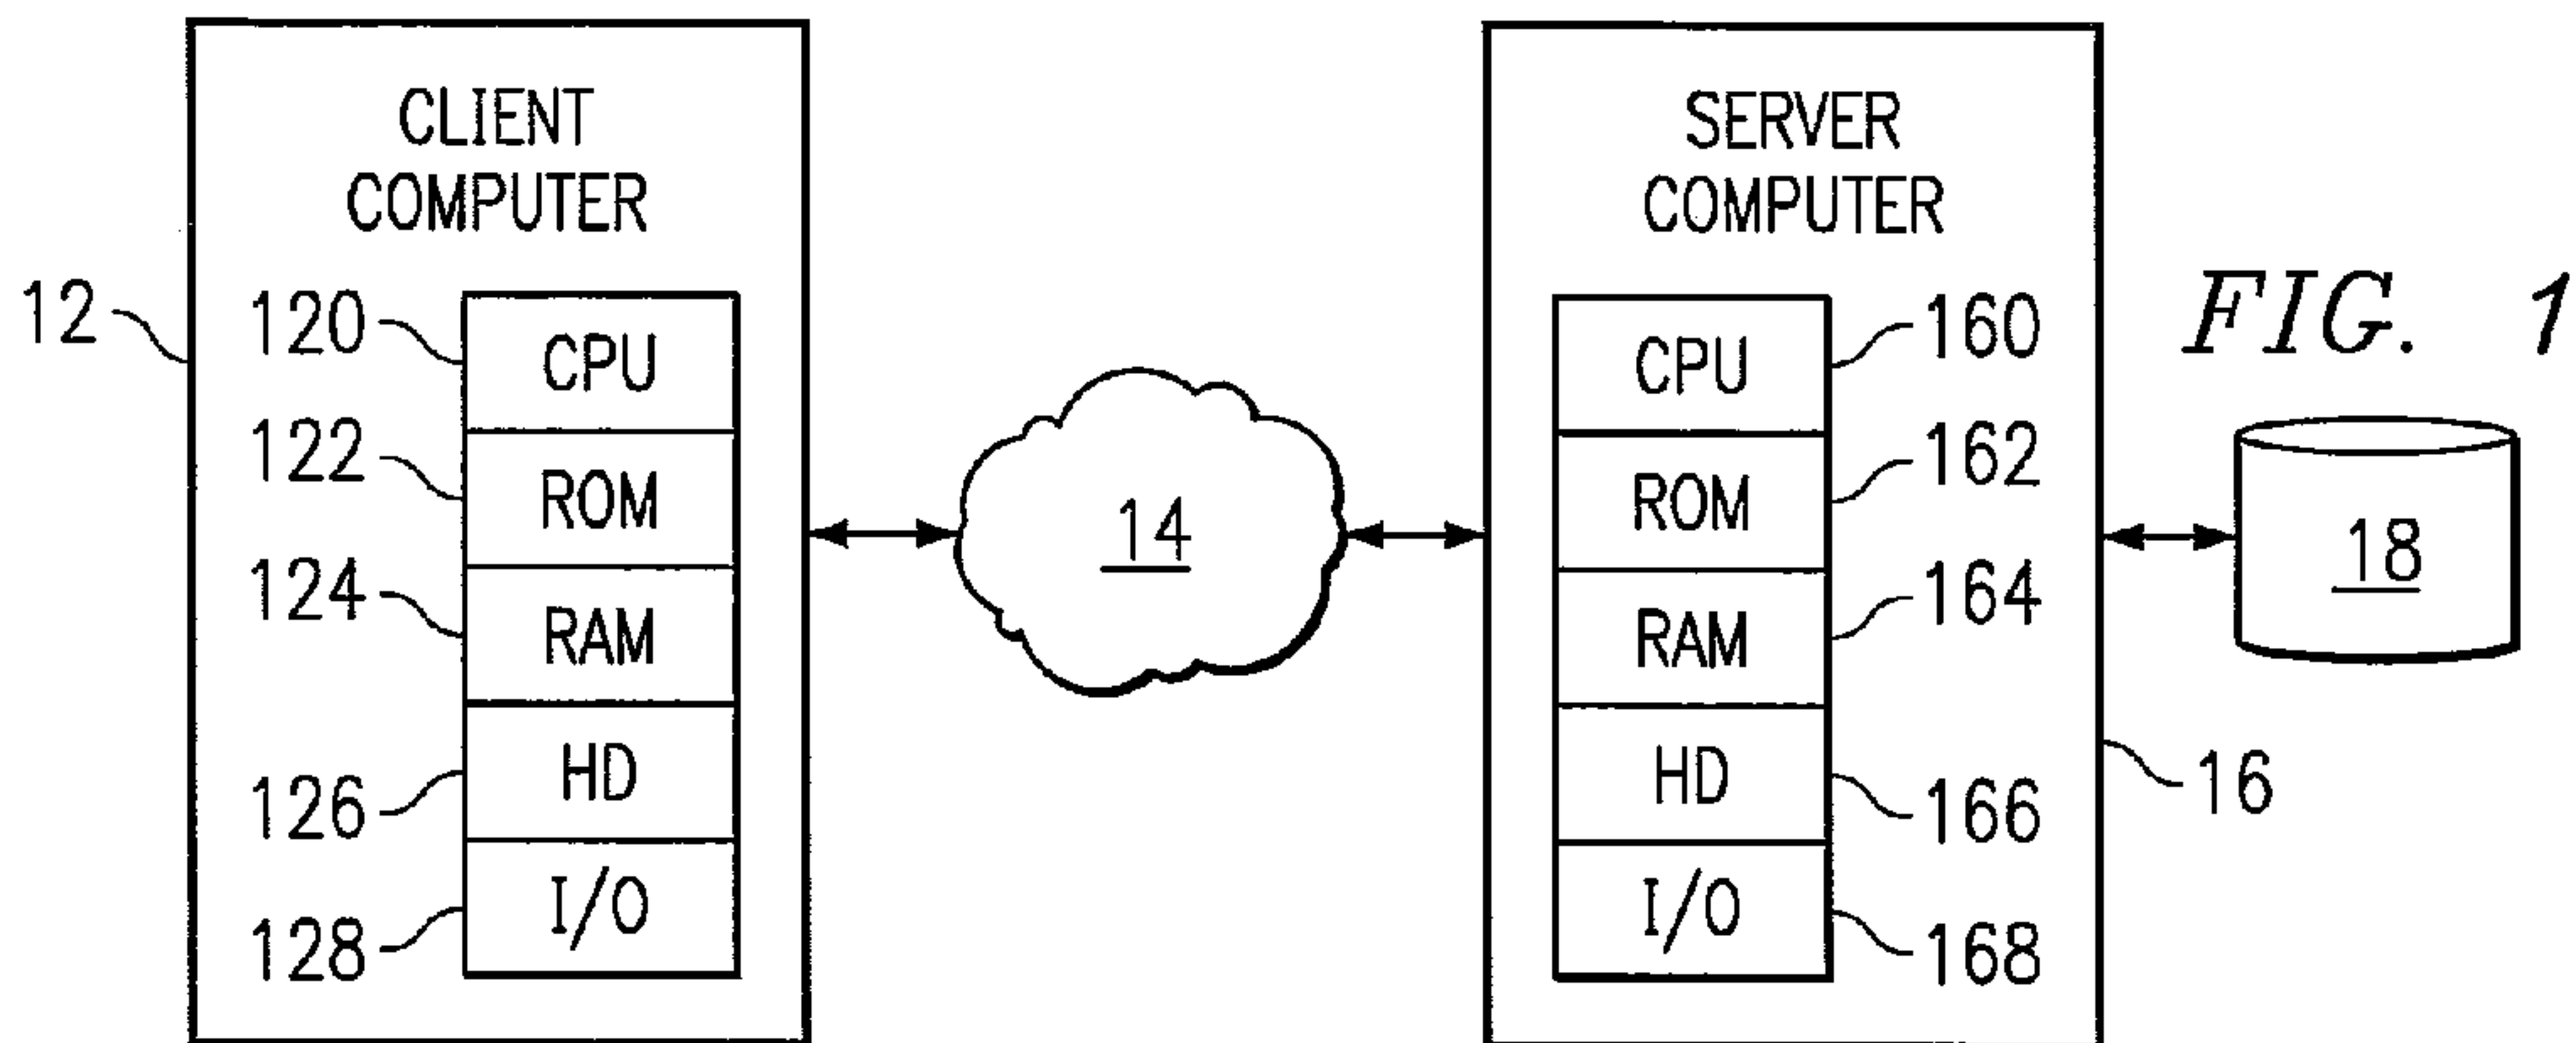 CLIENT
COMPUTER
12
120
CPU
122
ROM
124
RAM
126
HD
128
I/O
14
SERVER
COMPUTER
CPU
160
ROM
162
RAM
164
HD
166
I/O
168
16
FIG. 1
18